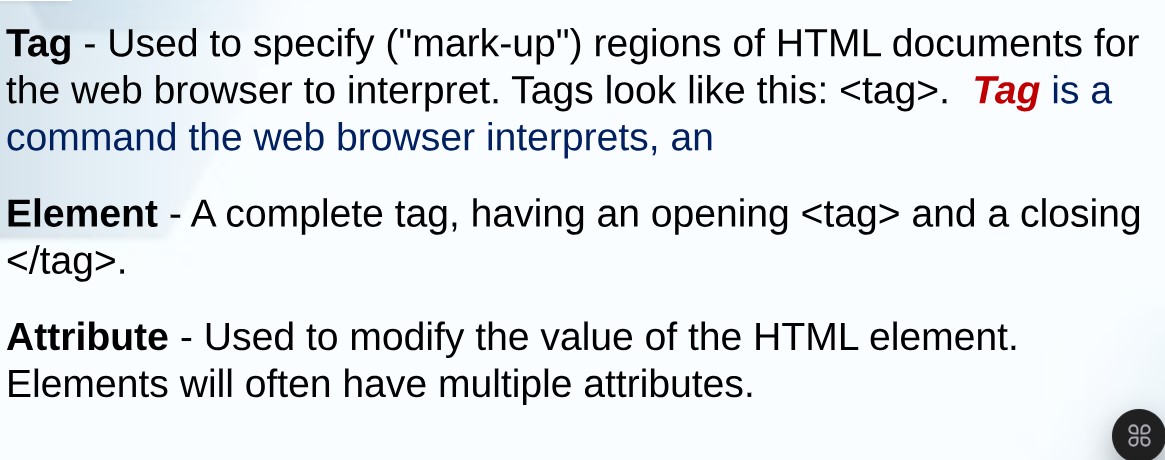 Tag - Used to specify ("mark-up") regions of HTML documents for
the web browser to interpret. Tags look like this: <tag>. Tag is a
command the web browser interprets, an
Element - A complete tag, having an opening <tag> and a closing
</tag>.
Attribute - Used to modify the value of the HTML element.
Elements will often have multiple attributes.